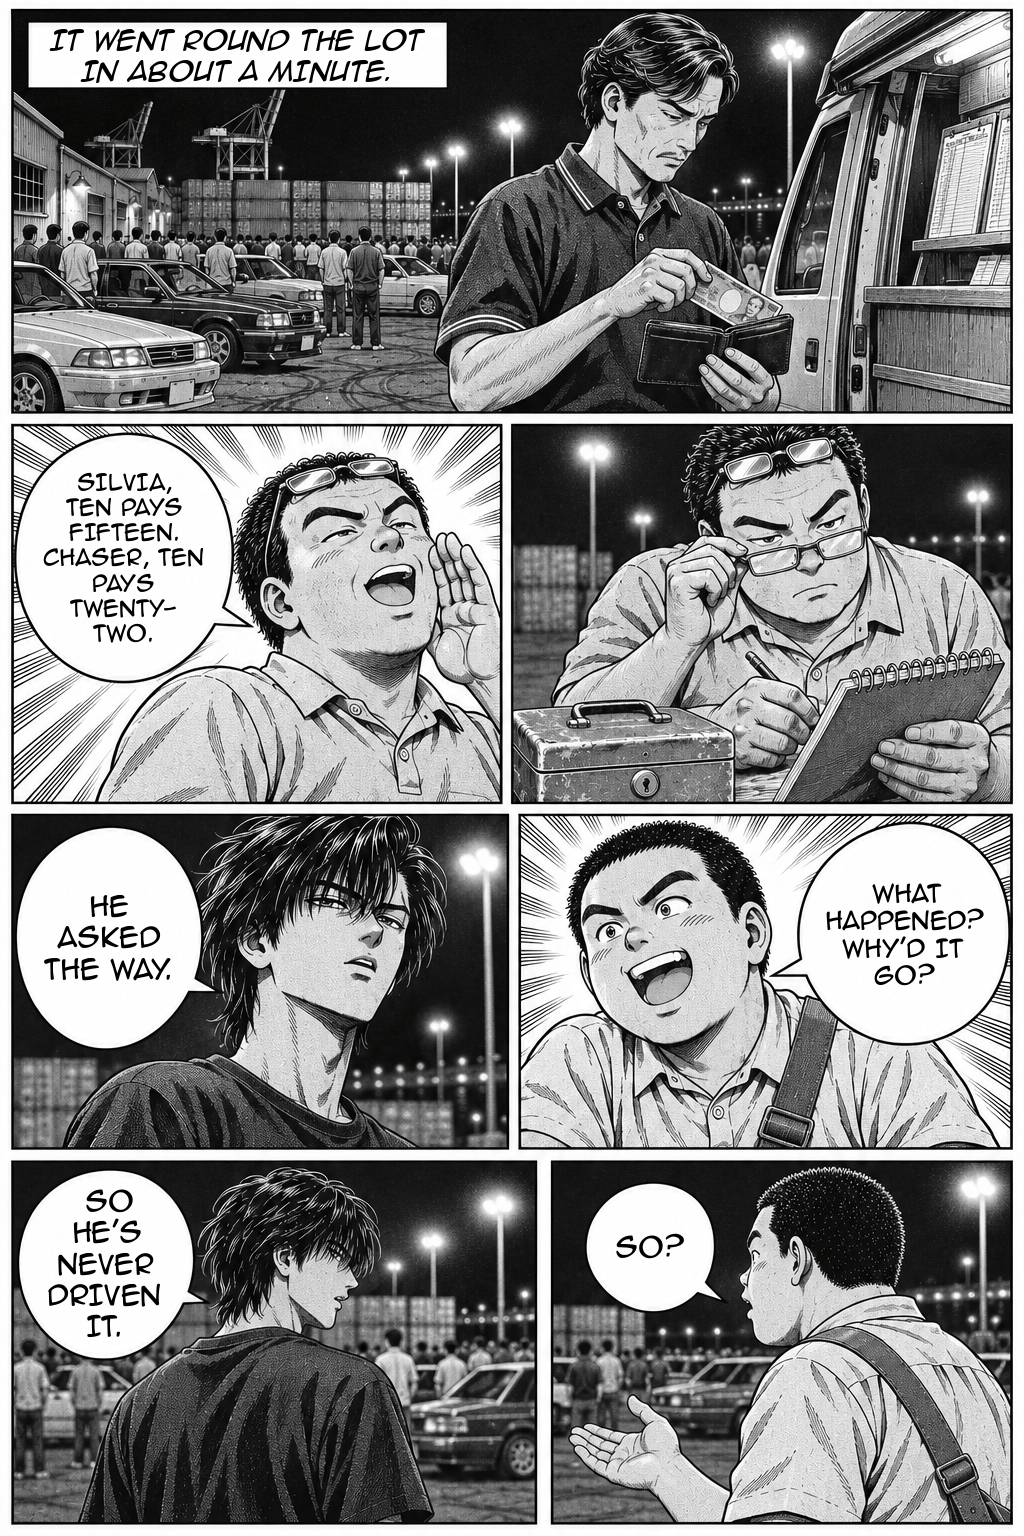 IT WENT ROUND THE LOT
IN ABOUT A MINUTE.
SILVIA,
TEN PAYS
FIFTEEN.
CHASER, TEN
PAYS
TWENTY-
TWO.
HE
ASKED
THE WAY.
WHAT
HAPPENED?
WHY'D IT
GO?
SO
HE'S
NEVER
DRIVEN
IT.
SO?